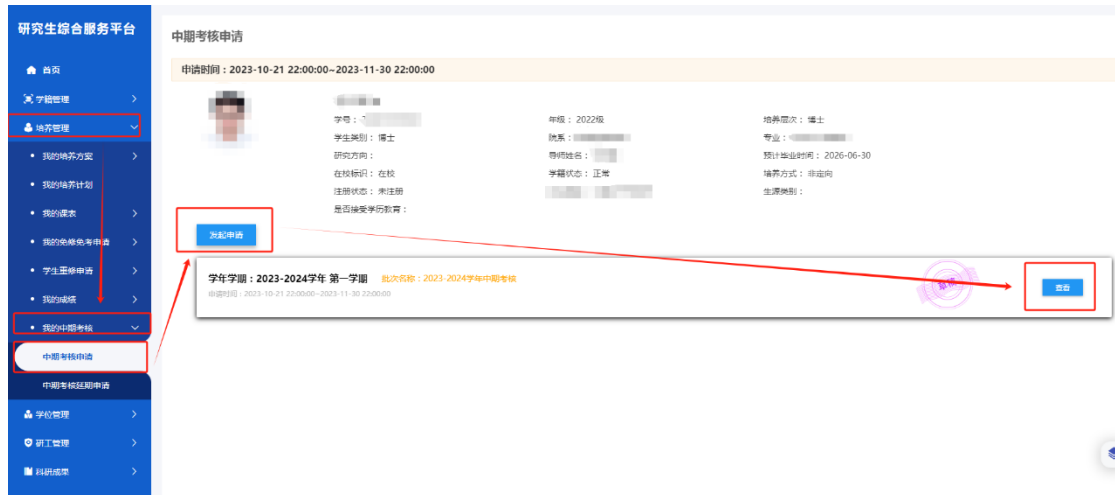 研究生综合服务平台
首页
学籍管理
培养管理
我的培养方案
我的培养计划
我的课表
我的免修免考申请
学生重修申请
我的成绩
我的中期考核
中期考核申请
中期考核延期申请
学位管理
研工管理
科研成果
中期考核申请
申请时间：2023-10-21 22:00:00~2023-11-30 22:00:00
学号： 年级：2022级 培养层次：博士
学生类别：博士 院系： 专业：
研究方向： 导师姓名： 预计毕业时间：2026-06-30
在校标识：在校 学籍状态：正常 培养方式：非定向
注册状态：未注册 生源类别：
是否接受学历教育：
发起申请
学年学期：2023-2024学年 第一学期 批次名称：2023-2024学年中期考核
申请时间：2023-10-21 22:00:00~2023-11-30 22:00:00
查看